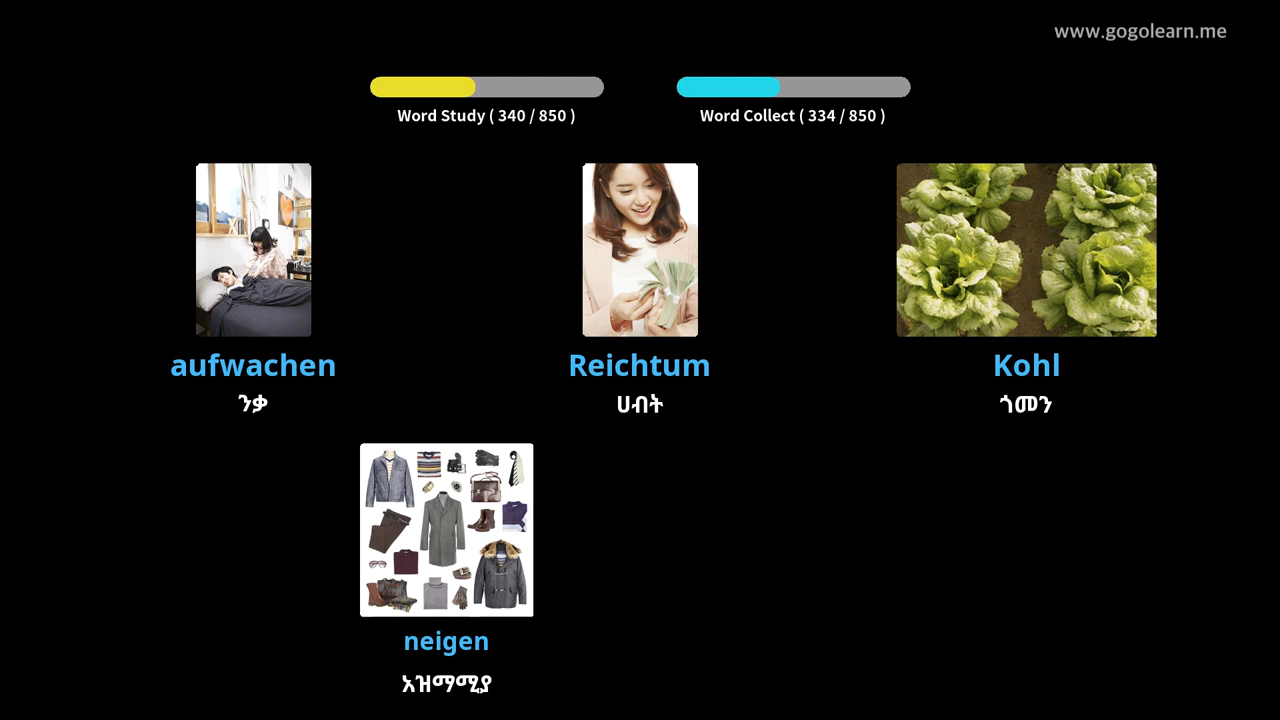 www.gogolearn.me
Word Study ( 340 / 850 )
Word Collect ( 334 / 850 )
aufwachen
ንቃ
Reichtum
ሀብት
Kohl
ጎመን
neigen
አዝማሚያ